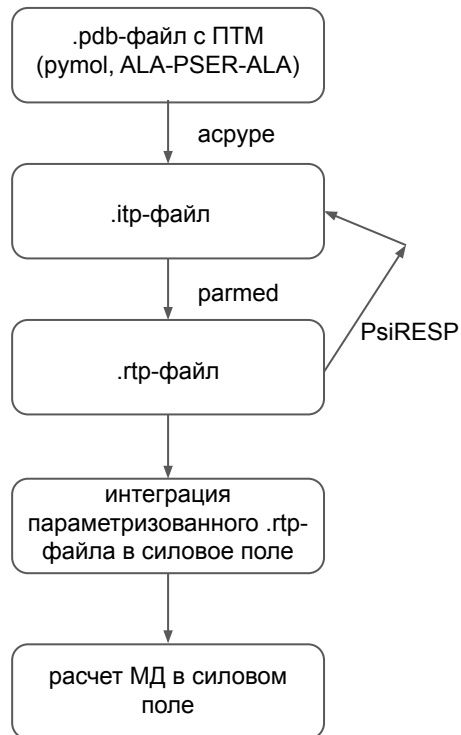 .pdb-файл с ПТМ
(pymol, ALA-PSER-ALA)
acpype
.itp-файл
parmed
PsiRESP
.rtp-файл
интеграция
параметризованного .rtp-
файла в силовое поле
расчет МД в силовом
поле